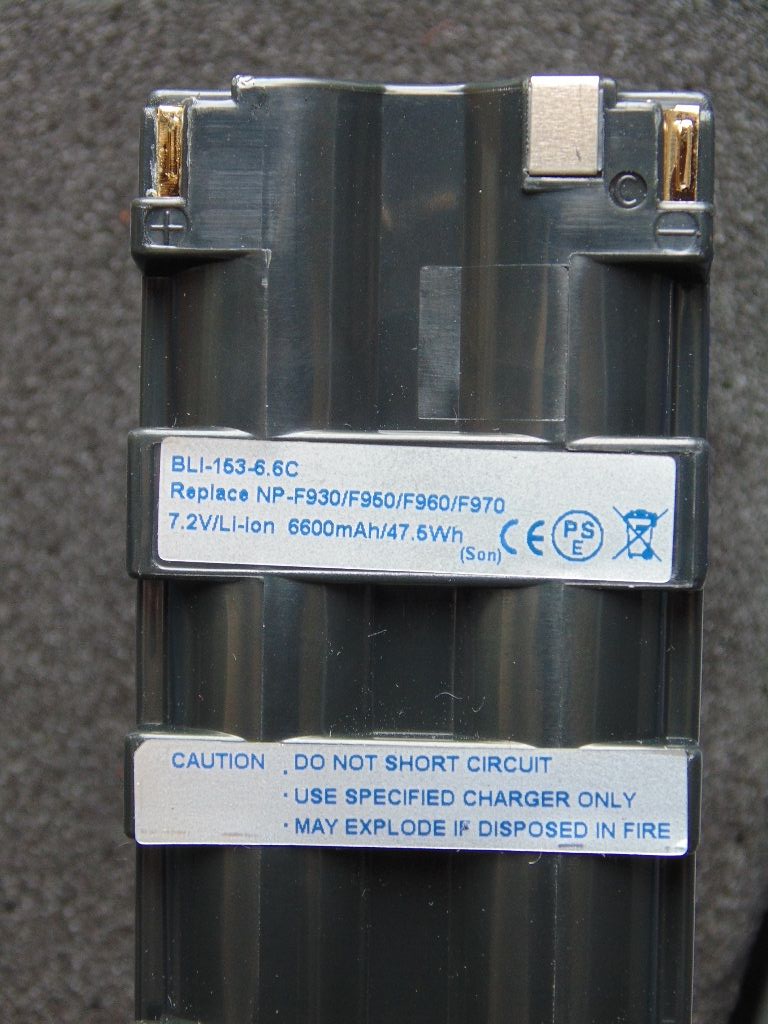 +
C
−
BLI-153-6.6C
Replace NP-F930/F950/F960/F970
7.2V/Li-ion 6600mAh/47.5Wh
(Son)
CE
PS
E
CAUTION . DO NOT SHORT CIRCUIT
· USE SPECIFIED CHARGER ONLY
· MAY EXPLODE IF DISPOSED IN FIRE